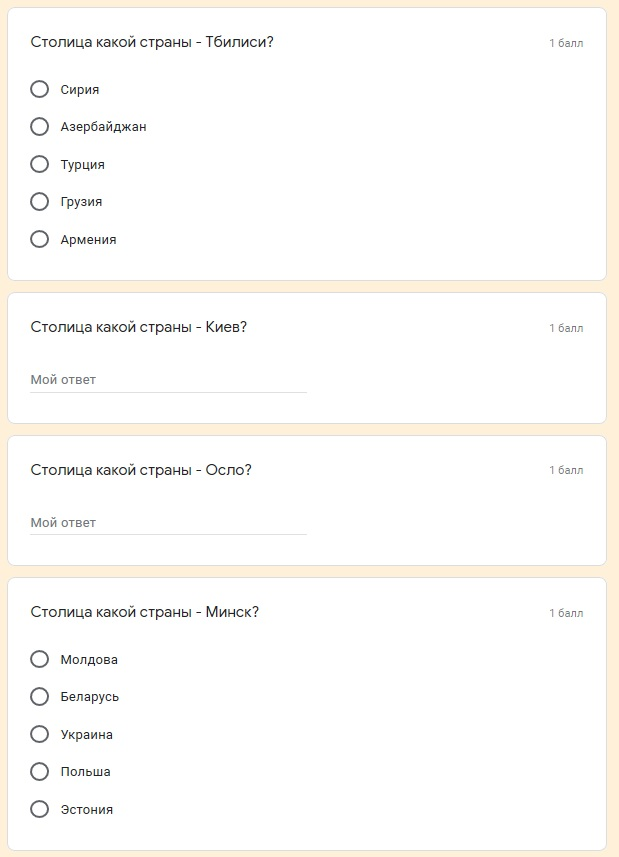 Столица какой страны - Тбилиси? 1 балл
Сирия
Азербайджан
Турция
Грузия
Армения
Столица какой страны - Киев? 1 балл
Мой ответ
Столица какой страны - Осло? 1 балл
Мой ответ
Столица какой страны - Минск? 1 балл
Молдова
Беларусь
Украина
Польша
Эстония